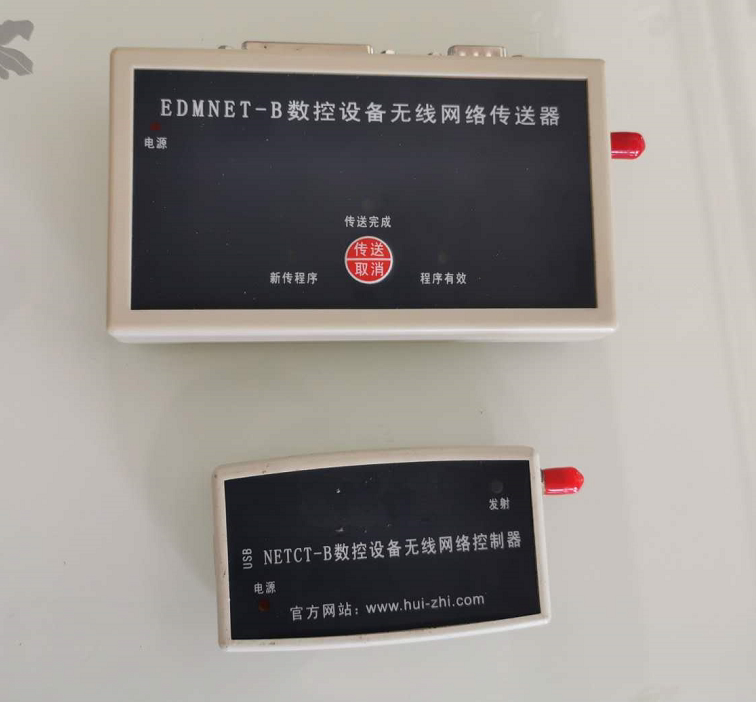 EDMNET-B数控设备无线网络传送器
电源
传送完成
传送
取消
新传程序
程序有效
发射
USB
NETCT-B数控设备无线网络控制器
电源
官方网站：www.hui-zhi.com